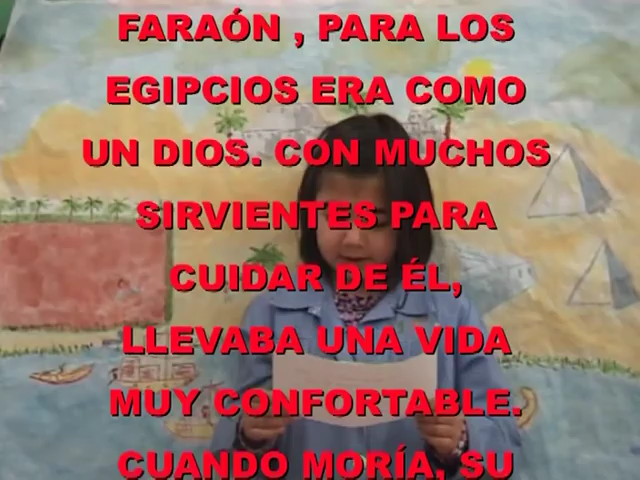 FARAÓN , PARA LOS
EGIPCIOS ERA COMO
UN DIOS. CON MUCHOS
SIRVIENTES PARA
CUIDAR DE ÉL,
LLEVABA UNA VIDA
MUY CONFORTABLE.
CUANDO MORÍA, SU